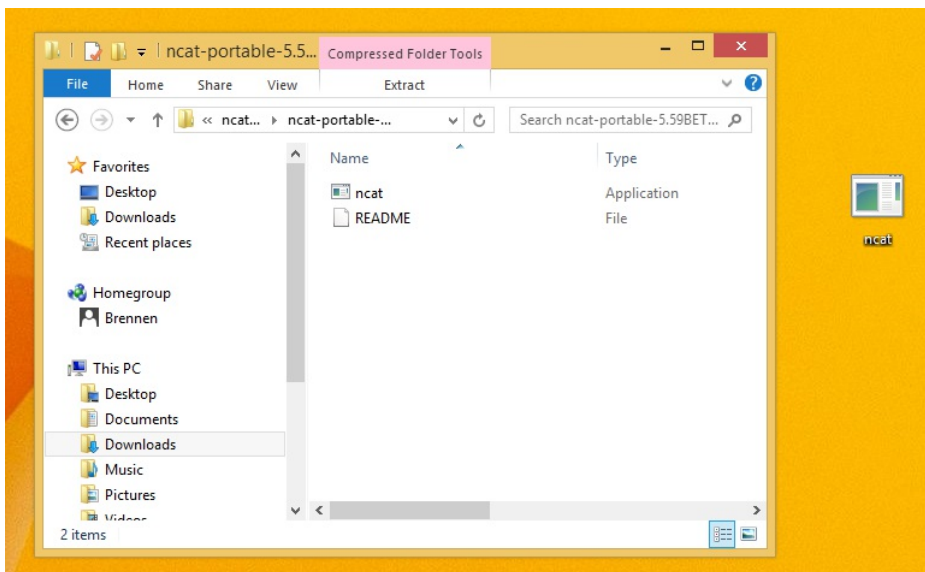 ncat-portable-5.5... Compressed Folder Tools
File Home Share View Extract
« ncat... ncat-portable-... Search ncat-portable-5.59BET...
Name Type
Favorites
Desktop
Downloads
Recent places
Homegroup
Brennen
This PC
Desktop
Documents
Downloads
Music
Pictures
Videos
ncat Application
README File
2 items
ncat